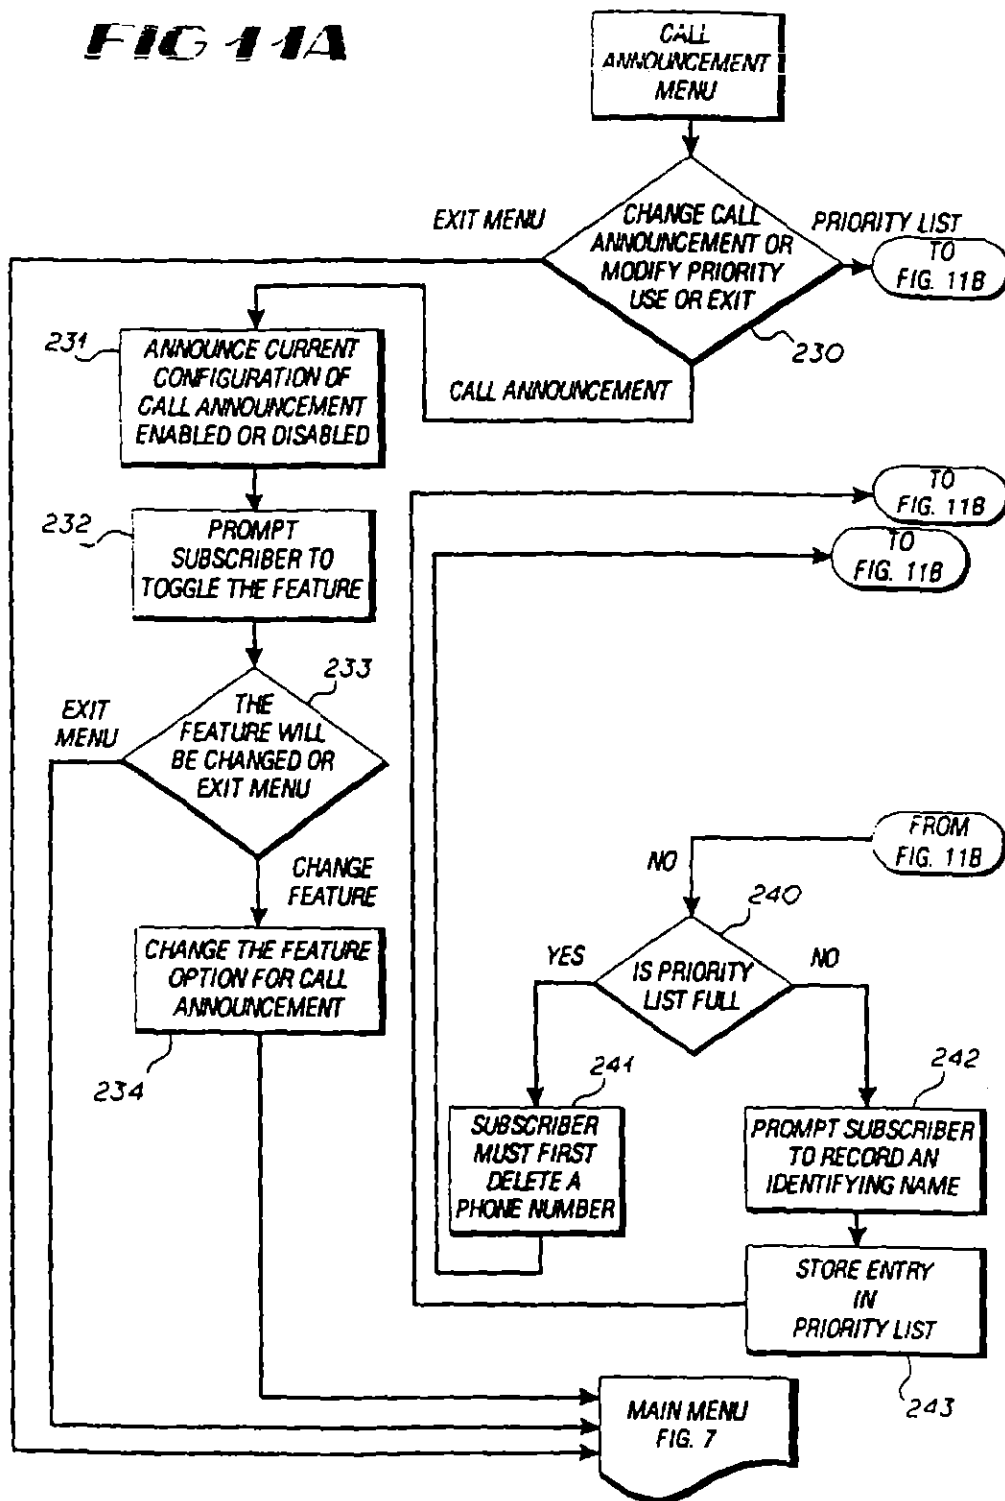 FIG 11A
CALL
ANNOUNCEMENT
MENU
EXIT MENU
CHANGE CALL
ANNOUNCEMENT OR
MODIFY PRIORITY
USE OR EXIT
PRIORITY LIST
TO
FIG. 11B
230
231
ANNOUNCE CURRENT
CONFIGURATION OF
CALL ANNOUNCEMENT
ENABLED OR DISABLED
CALL ANNOUNCEMENT
TO
FIG. 11B
232
PROMPT
SUBSCRIBER TO
TOGGLE THE FEATURE
TO
FIG. 11B
233
EXIT
MENU
THE
FEATURE WILL
BE CHANGED OR
EXIT MENU
CHANGE
FEATURE
FROM
FIG. 11B
NO
240
YES
IS PRIORITY
LIST FULL
NO
CHANGE THE FEATURE
OPTION FOR CALL
ANNOUNCEMENT
234
241
SUBSCRIBER
MUST FIRST
DELETE A
PHONE NUMBER
242
PROMPT SUBSCRIBER
TO RECORD AN
IDENTIFYING NAME
STORE ENTRY
IN
PRIORITY LIST
243
MAIN MENU
FIG. 7